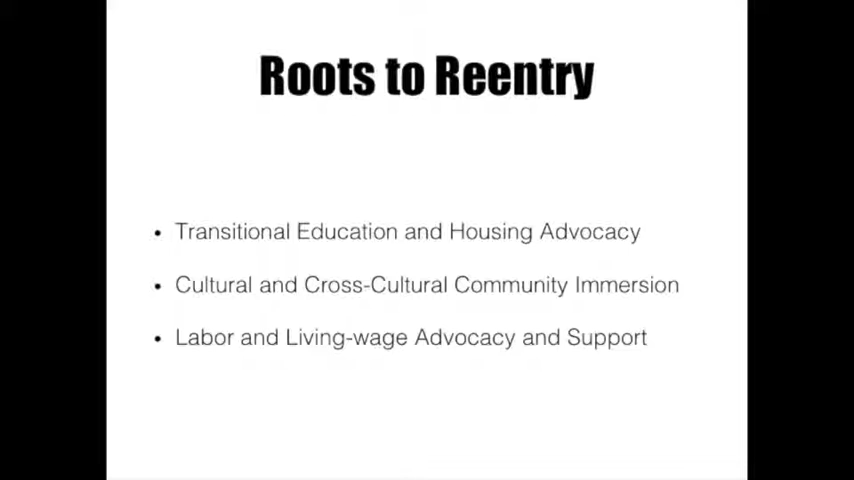 Roots to Reentry
• Transitional Education and Housing Advocacy
• Cultural and Cross-Cultural Community Immersion
• Labor and Living-wage Advocacy and Support